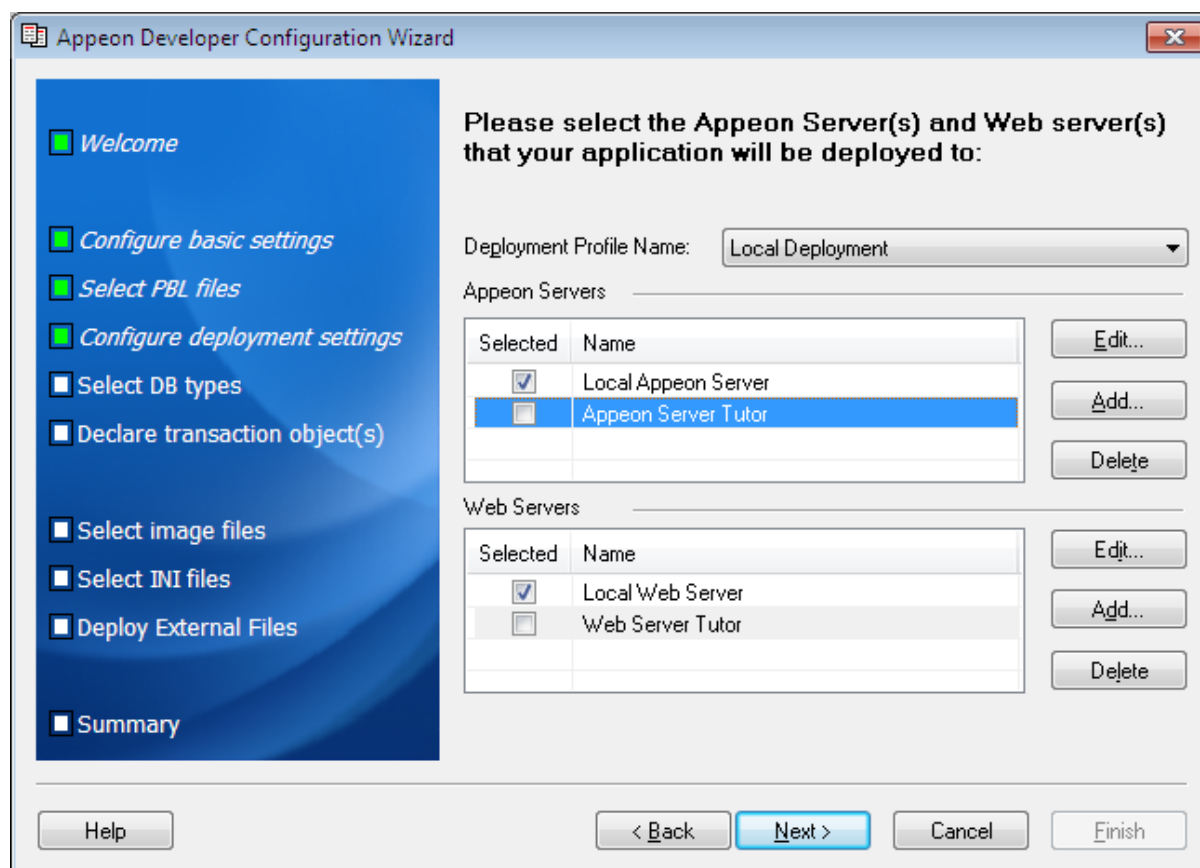 Appeon Developer Configuration Wizard
Welcome
Configure basic settings
Select PBL files
Configure deployment settings
Select DB types
Declare transaction object(s)
Select image files
Select INI files
Deploy External Files
Summary
Please select the Appeon Server(s) and Web server(s)
that your application will be deployed to:
Deployment Profile Name: Local Deployment
Appeon Servers
Selected Name
Local Appeon Server
Appeon Server Tutor
Edit...
Add...
Delete
Web Servers
Selected Name
Local Web Server
Web Server Tutor
Edit...
Add...
Delete
Help
< Back
Next >
Cancel
Finish